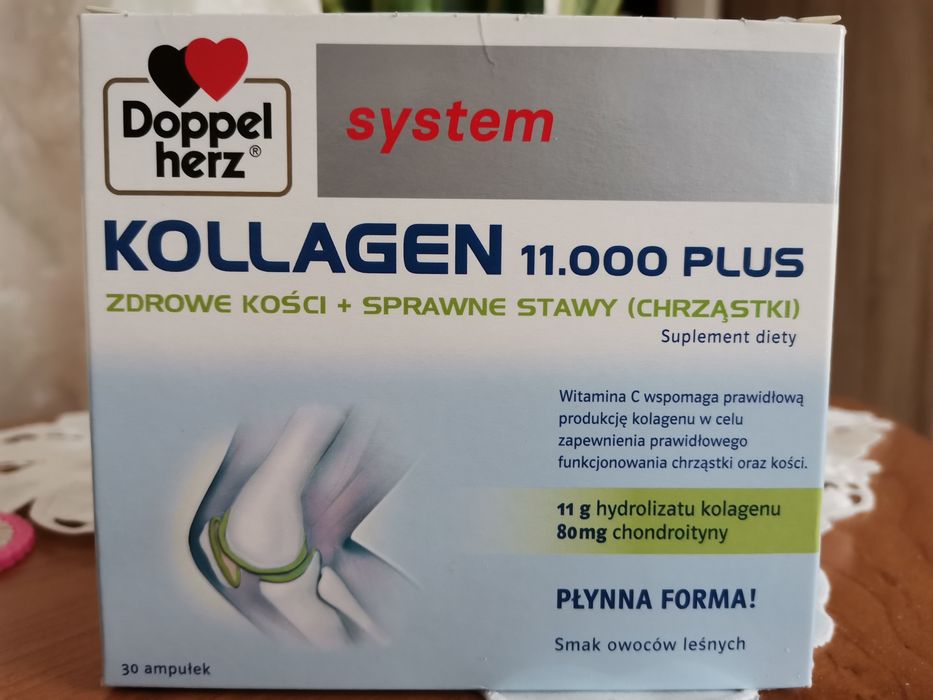 Doppel
herz®
system
KOLLAGEN 11.000 PLUS
ZDROWE KOŚCI + SPRAWNE STAWY (CHRZĄSTKI)
Suplement diety
Witamina C wspomaga prawidłową
produkcję kolagenu w celu
zapewnienia prawidłowego
funkcjonowania chrząstki oraz kości.
11 g hydrolizatu kolagenu
80mg chondroityny
PŁYNNA FORMA!
Smak owoców leśnych
30 ampułek